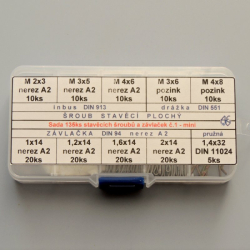 M 2x3 M 3x5 M 4x6 M 3x6 M 4x8
nerez A2 nerez A2 nerez A2 pozink pozink
10ks 10ks 10ks 10ks 10ks
inbus DIN 913 drážka DIN 551
ŠROUB STAVĚCÍ PLOCHÝ
Sada 135ks stavěcích šroubů a závlaček č.1 - mini
ZÁVLAČKA DIN 94 nerez A2 pružná
1x14 1,2x14 1,6x14 2x14 1,4x32
nerez A2 nerez A2 nerez A2 nerez A2 DIN 11024
20ks 20ks 20ks 20ks 5ks